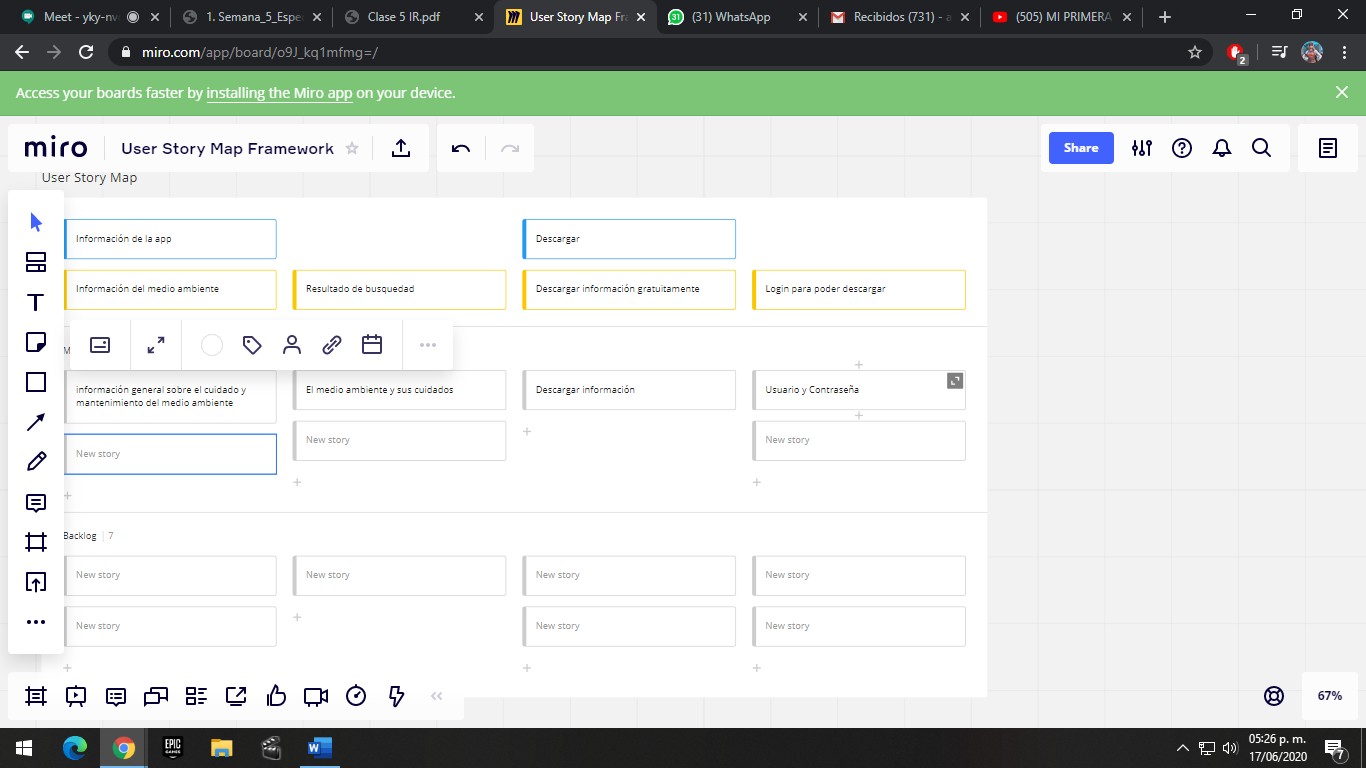 Meet - yky-nv
1. Semana_5_Espe
Clase 5 IR.pdf
User Story Map Fr
(31) WhatsApp
Recibidos (731) - a
(505) MI PRIMERA
miro.com/app/board/o9J_kq1mfmg=/
2
Access your boards faster by installing the Miro app on your device.
miro
User Story Map Framework
Share
User Story Map
Información de la app
Descargar
Información del medio ambiente
Resultado de busquedad
Descargar información gratuitamente
Login para poder descargar
M
información general sobre el cuidado y
mantenimiento del medio ambiente
El medio ambiente y sus cuidados
Descargar información
Usuario y Contraseña
New story
New story
New story
Backlog | 7
New story
New story
New story
New story
New story
New story
New story
67%
EPIC
GAMES
05:26 p. m.
17/06/2020
7